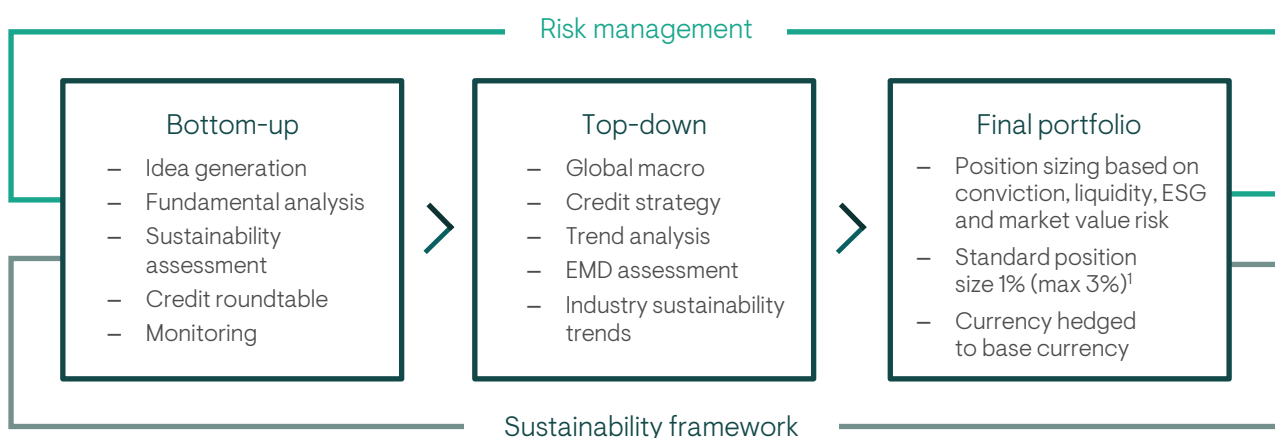 Risk management
Bottom-up
– Idea generation
– Fundamental analysis
– Sustainability
assessment
– Credit roundtable
– Monitoring
Top-down
– Global macro
– Credit strategy
– Trend analysis
– EMD assessment
– Industry sustainability
trends
Final portfolio
– Position sizing based on
conviction, liquidity, ESG
and market value risk
– Standard position
size 1% (max 3%)¹
– Currency hedged
to base currency
Sustainability framework